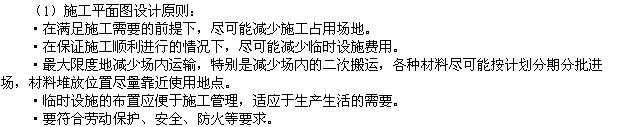 （1）施工平面图设计原则：
·在满足施工需要的前提下，尽可能减少施工占用场地。
·在保证施工顺利进行的情况下，尽可能减少临时设施费用。
·最大限度地减少场内运输，特别是减少场内的二次搬运，各种材料尽可能按计划分期分批进
场，材料堆放位置尽量靠近使用地点。
·临时设施的布置应便于施工管理，适应于生产生活的需要。
·要符合劳动保护、安全、防火等要求。